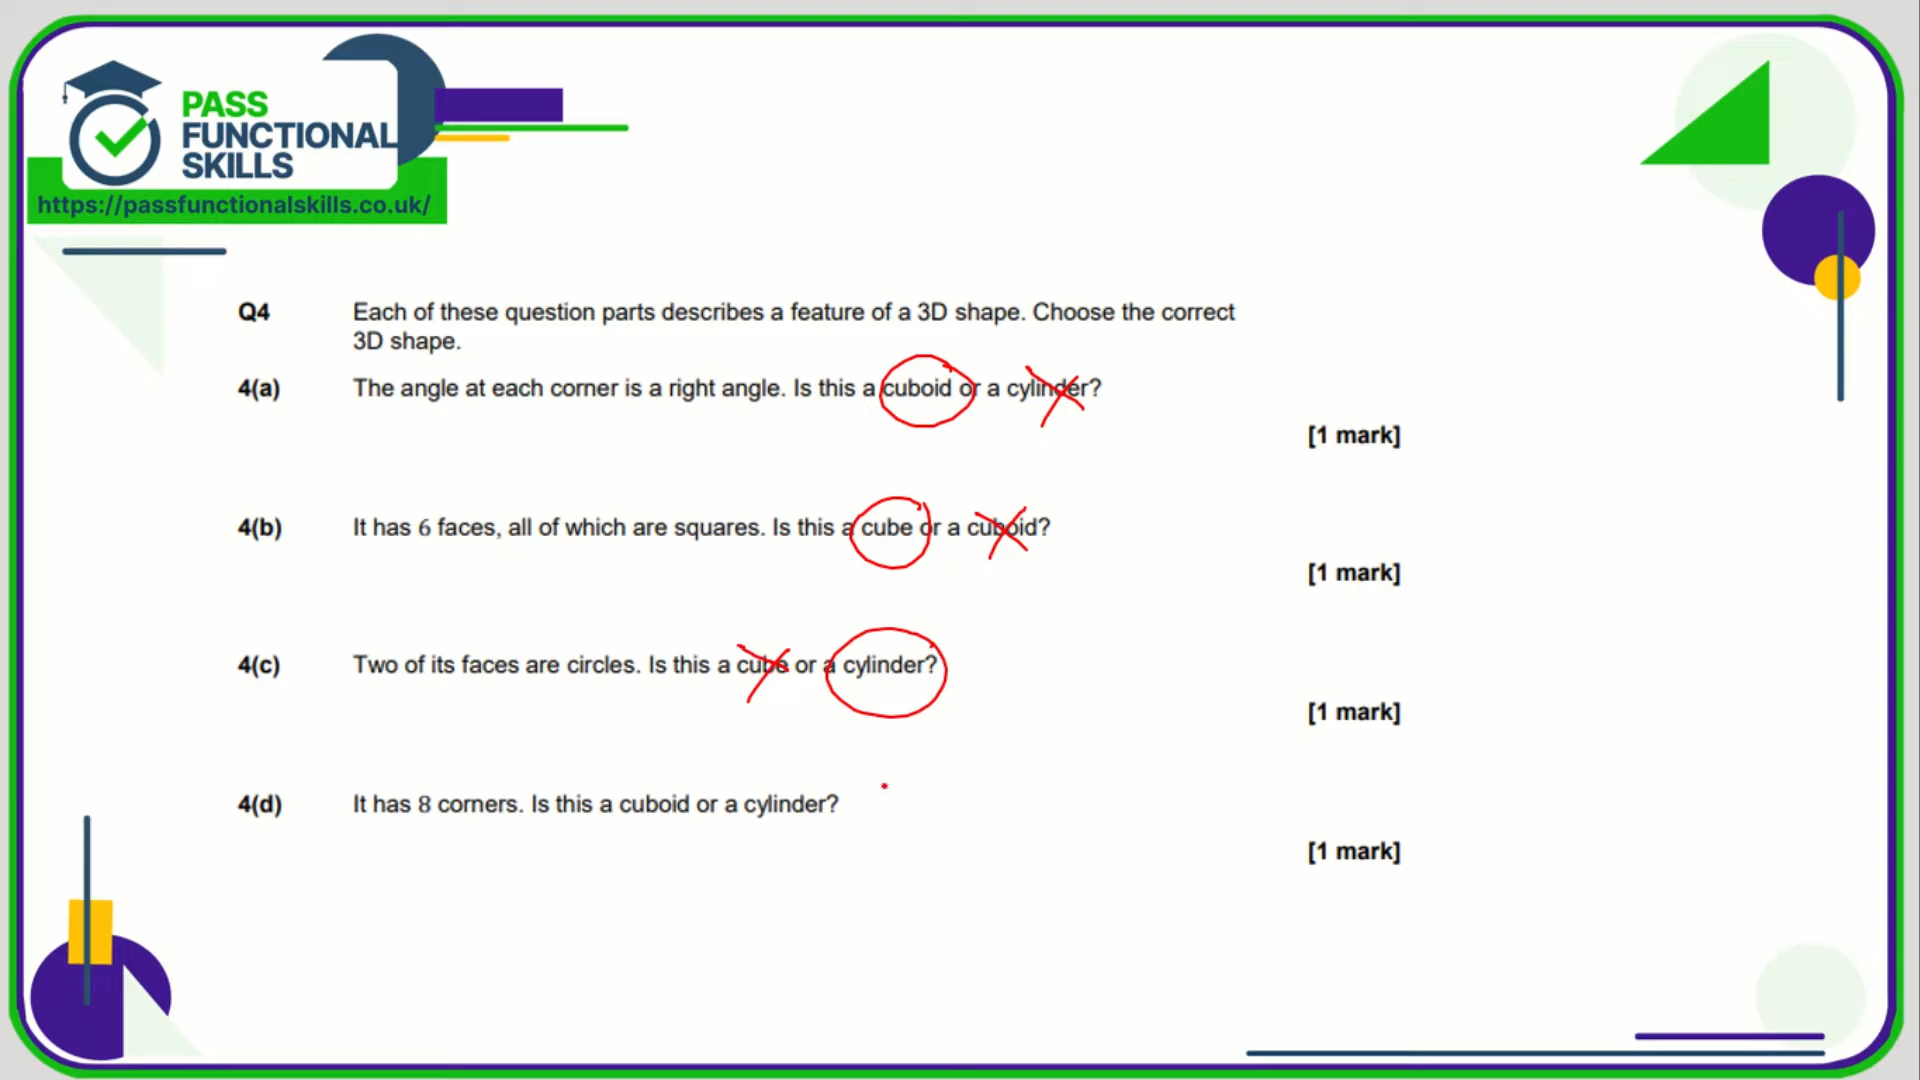 PASS
FUNCTIONAL
SKILLS
https://passfunctionalskills.co.uk/
Q4 Each of these question parts describes a feature of a 3D shape. Choose the correct
3D shape.
4(a) The angle at each corner is a right angle. Is this a cuboid or a cylinder?
[1 mark]
4(b) It has 6 faces, all of which are squares. Is this a cube or a cuboid?
[1 mark]
4(c) Two of its faces are circles. Is this a cube or a cylinder?
[1 mark]
4(d) It has 8 corners. Is this a cuboid or a cylinder?
[1 mark]